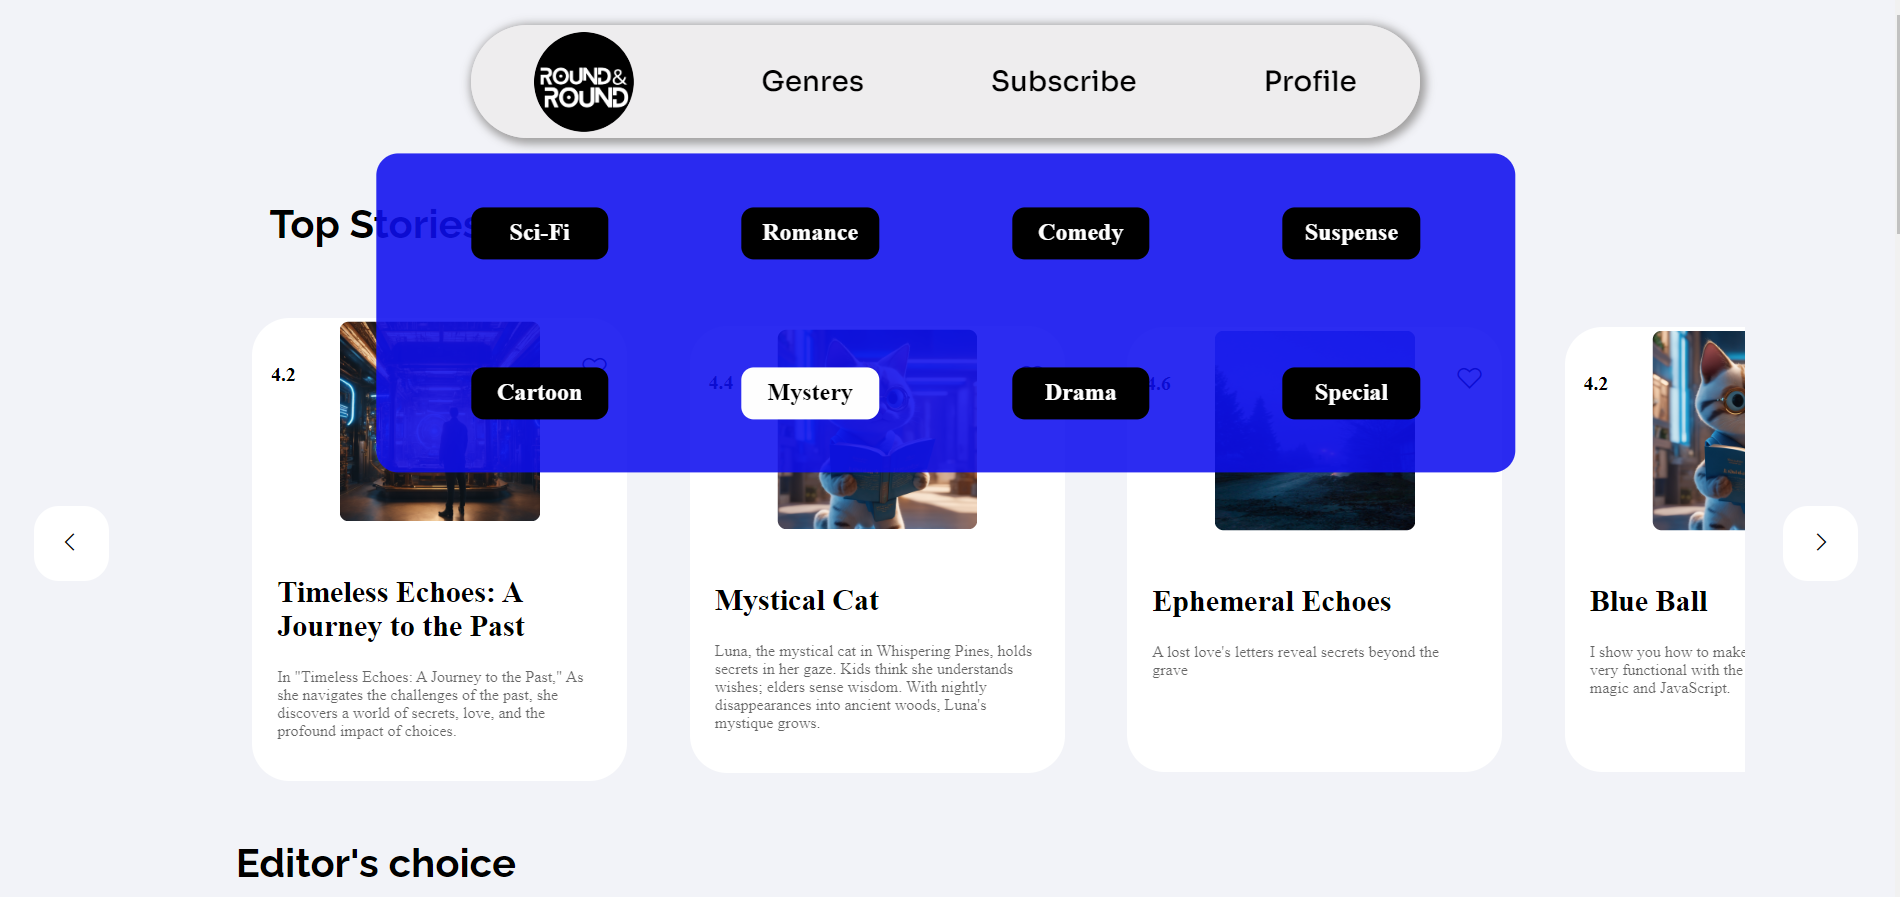 ROUND&
ROUND
Genres
Subscribe
Profile
Top Stories
Sci-Fi
Romance
Comedy
Suspense
Cartoon
Mystery
Drama
Special
4.2
4.4
4.6
4.2
Timeless Echoes: A
Journey to the Past
In "Timeless Echoes: A Journey to the Past," As
she navigates the challenges of the past, she
discovers a world of secrets, love, and the
profound impact of choices.
Mystical Cat
Luna, the mystical cat in Whispering Pines, holds
secrets in her gaze. Kids think she understands
wishes; elders sense wisdom. With nightly
disappearances into ancient woods, Luna's
mystique grows.
Ephemeral Echoes
A lost love's letters reveal secrets beyond the
grave
Blue Ball
I show you how to make
very functional with the
magic and JavaScript.
Editor's choice